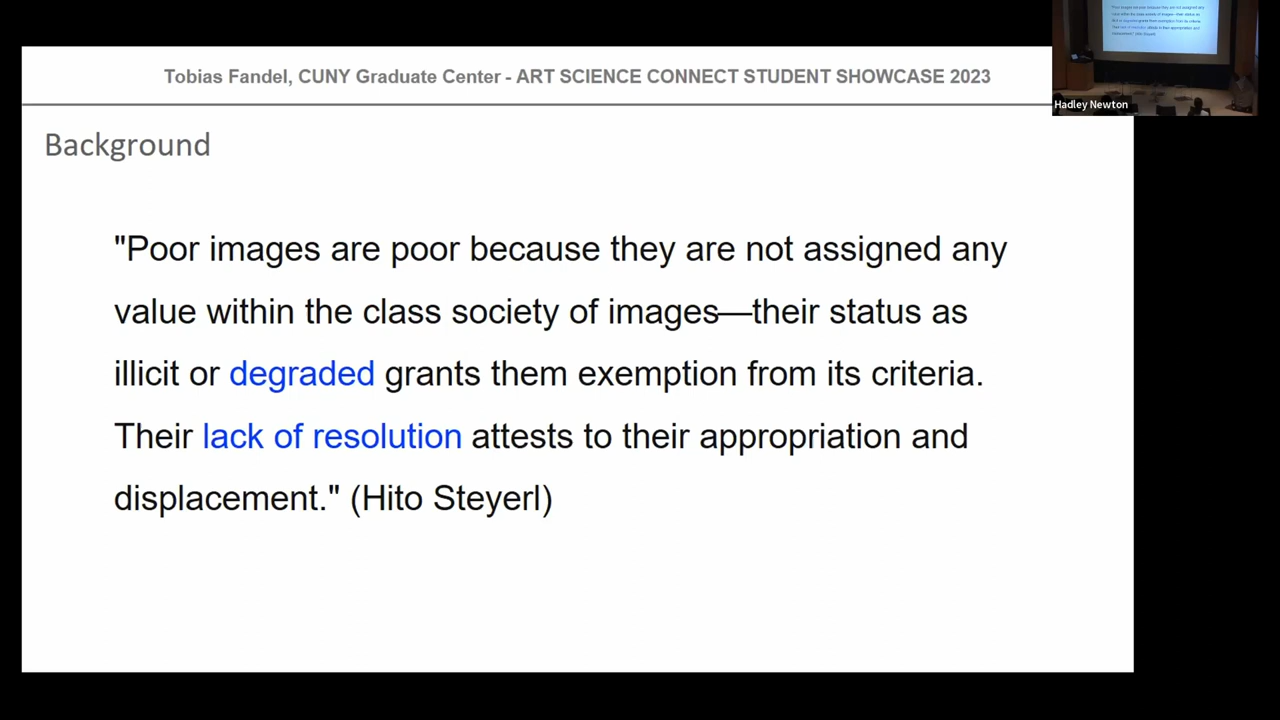 Tobias Fandel, CUNY Graduate Center - ART SCIENCE CONNECT STUDENT SHOWCASE 2023
Hadley Newton
Background
"Poor images are poor because they are not assigned any
value within the class society of images—their status as
illicit or degraded grants them exemption from its criteria.
Their lack of resolution attests to their appropriation and
displacement." (Hito Steyerl)